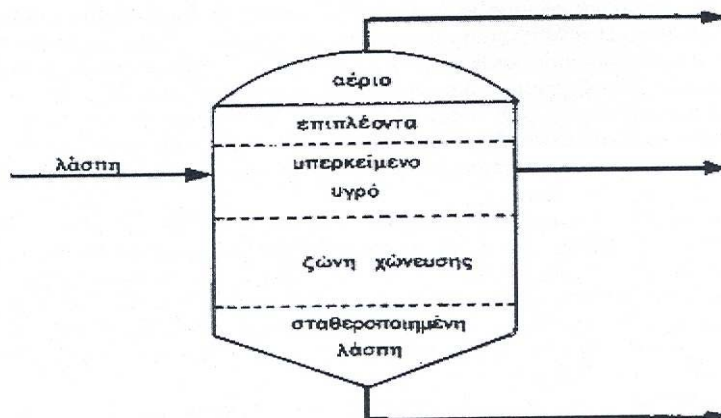 αέριο
επιπλέοντα
λάσπη
υπερκείμενο
υγρό
ζώνη χώνευσης
σταθεροποιημένη
λάσπη